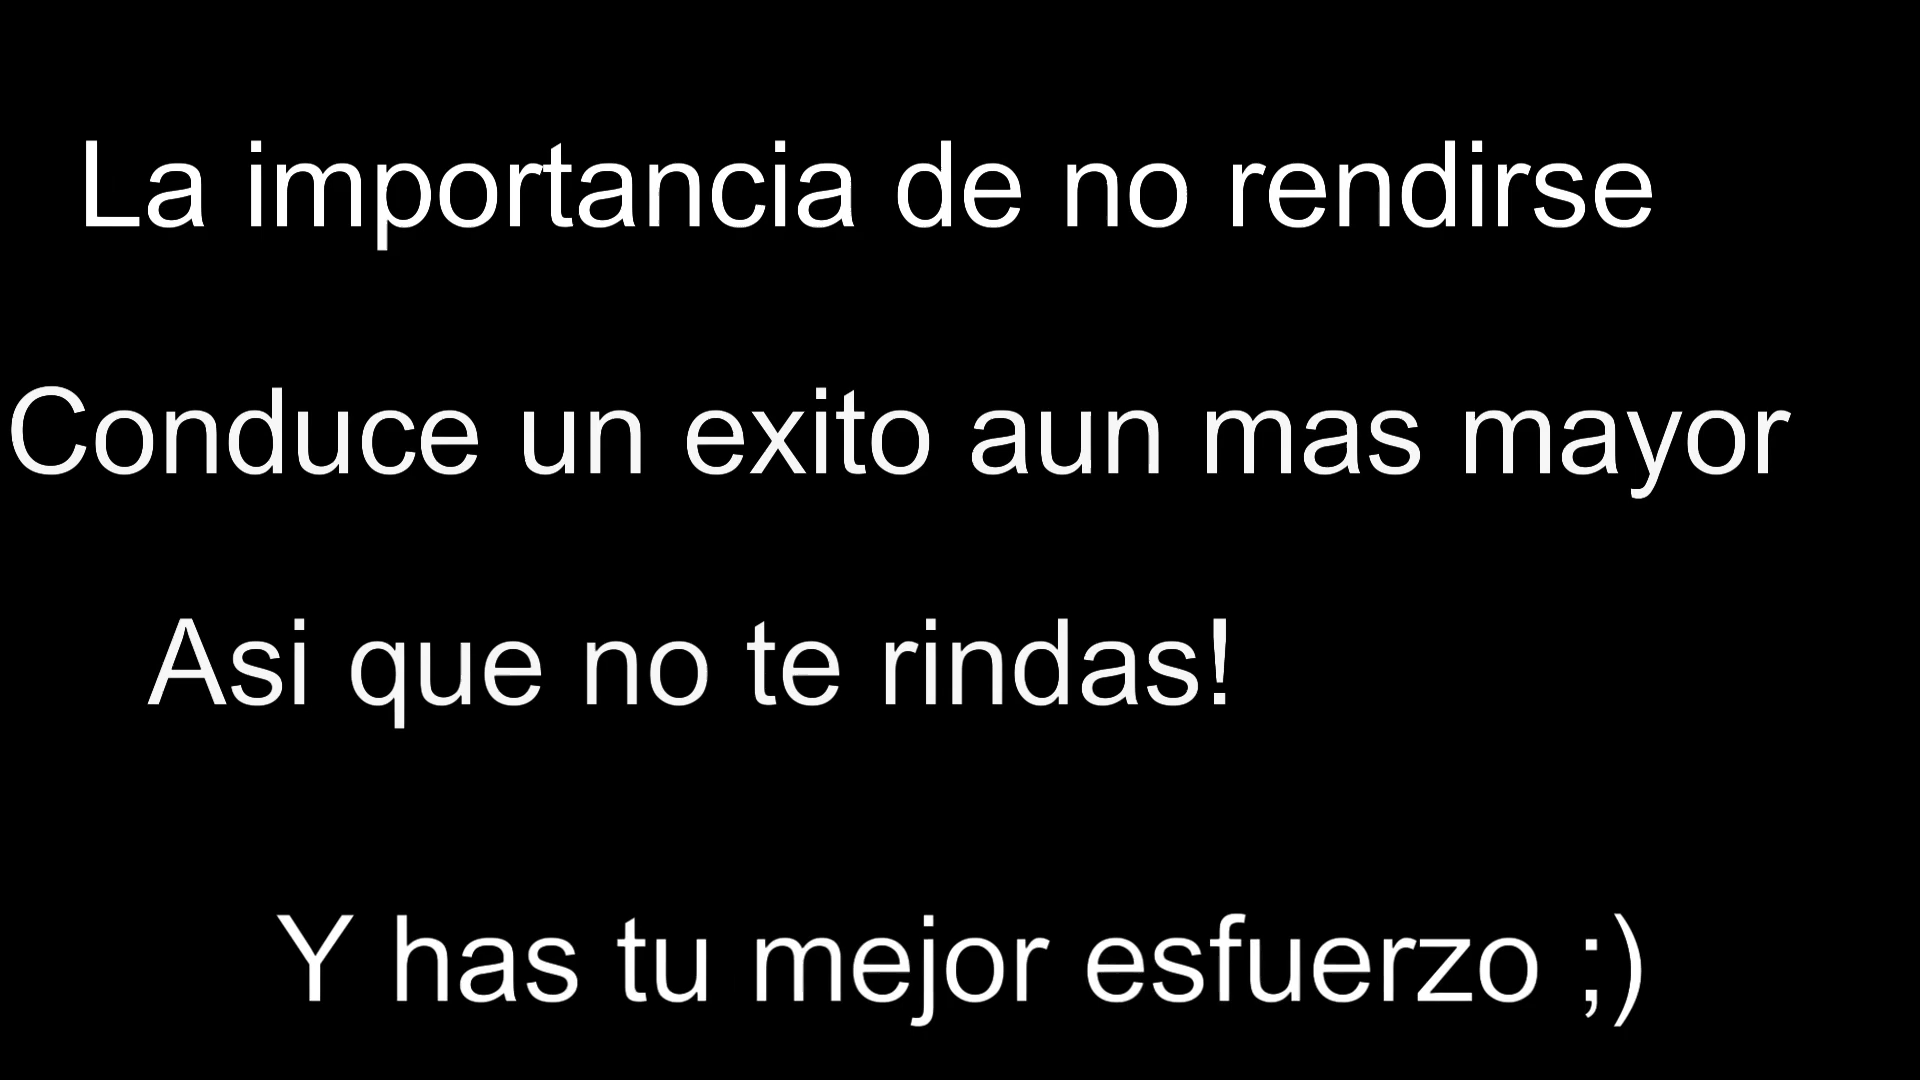 La importancia de no rendirse
Conduce un exito aun mas mayor
Asi que no te rindas!
Y has tu mejor esfuerzo ;)